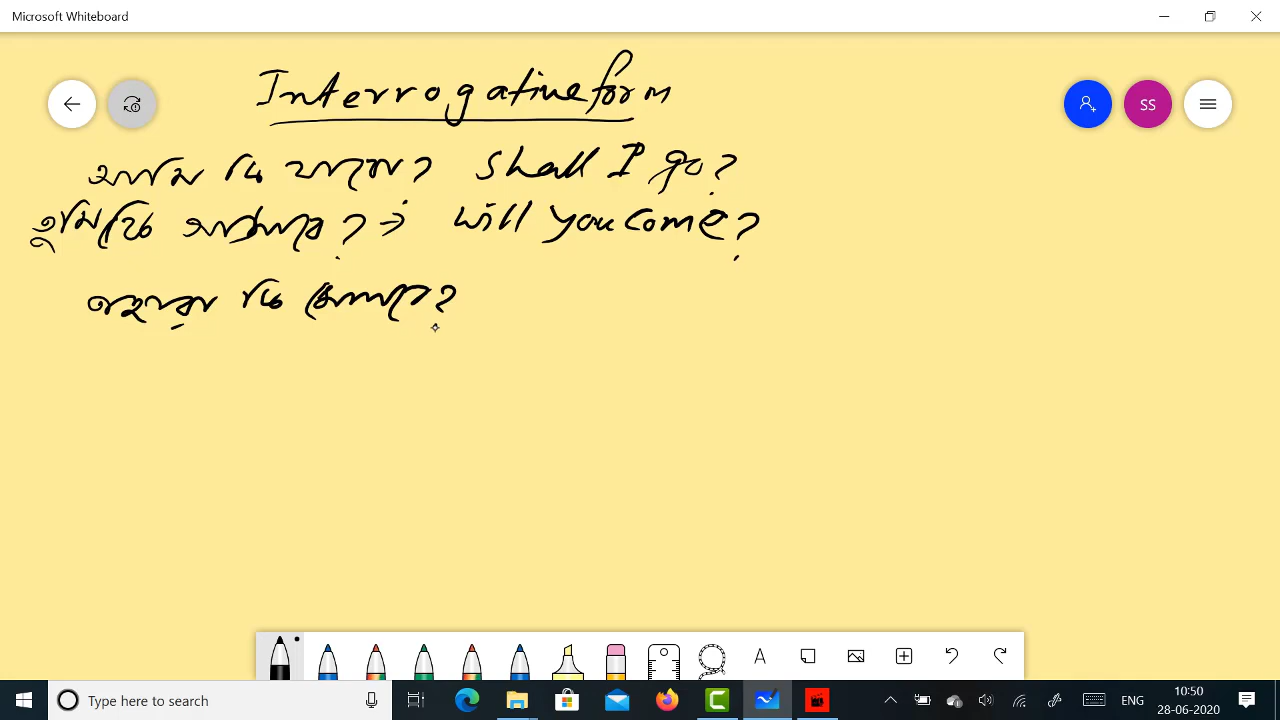 Microsoft Whiteboard
Interrogative form
SS
আমি কি যাবো? Shall I go?
তুমি কি আসবে? → will you come?
কি খেলবে?
Type here to search
ENG
10:50
28-06-2020